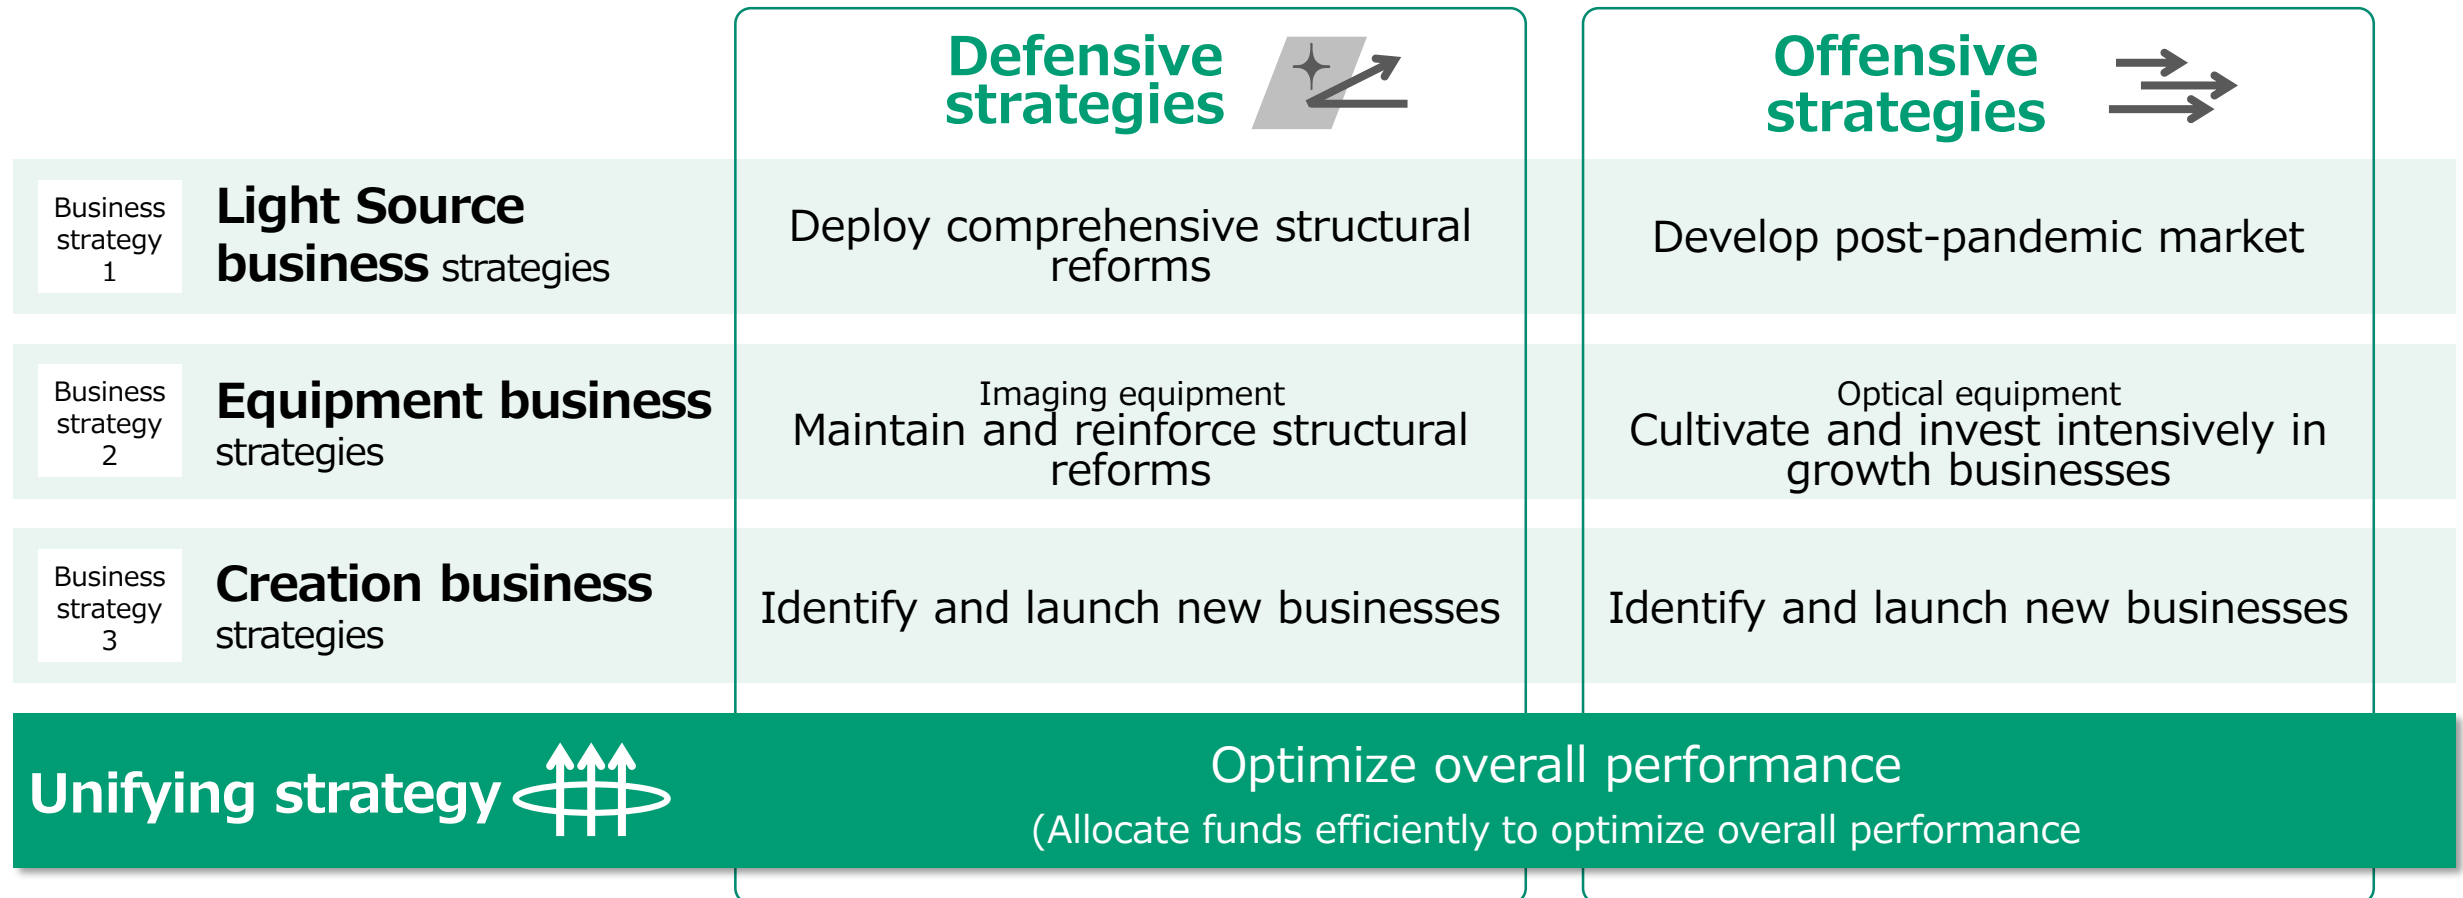 Defensive
strategies
Offensive
strategies
Business
strategy
1
Light Source
business strategies
Deploy comprehensive structural
reforms
Develop post-pandemic market
Business
strategy
2
Equipment business
strategies
Imaging equipment
Maintain and reinforce structural
reforms
Optical equipment
Cultivate and invest intensively in
growth businesses
Business
strategy
3
Creation business
strategies
Identify and launch new businesses
Identify and launch new businesses
Unifying strategy
Optimize overall performance
(Allocate funds efficiently to optimize overall performance